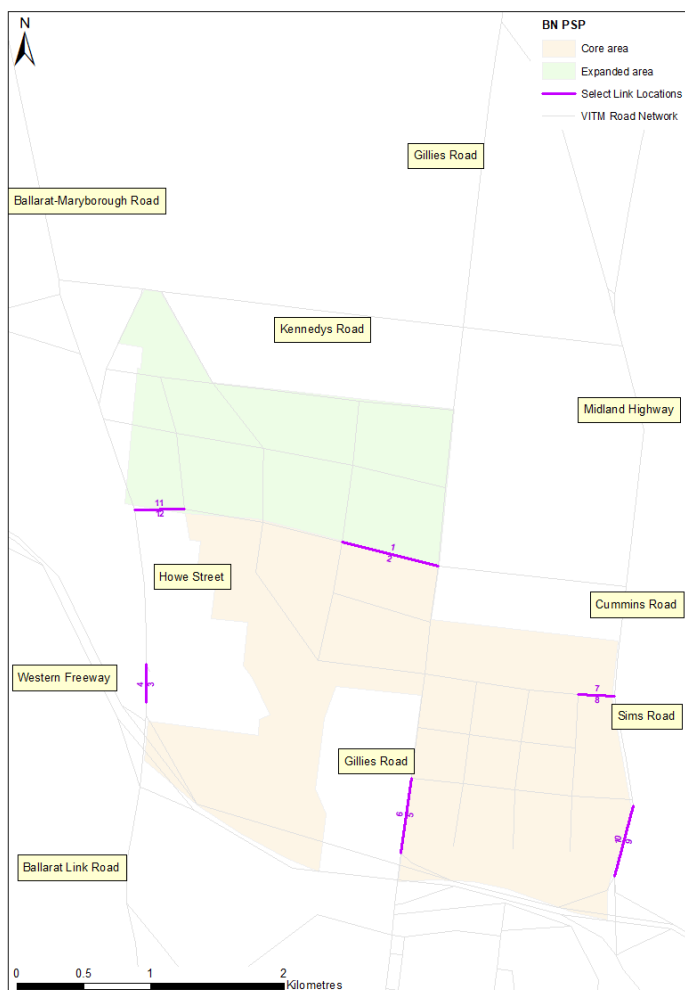 N
BN PSP
Core area
Expanded area
Select Link Locations
VITM Road Network
Gillies Road
Ballarat-Maryborough Road
Kennedys Road
Midland Highway
11
12
1
2
Howe Street
Cummins Road
Western Freeway
4
3
7
8
Sims Road
Gillies Road
6
5
10
9
Ballarat Link Road
0 0.5 1 2
Kilometres